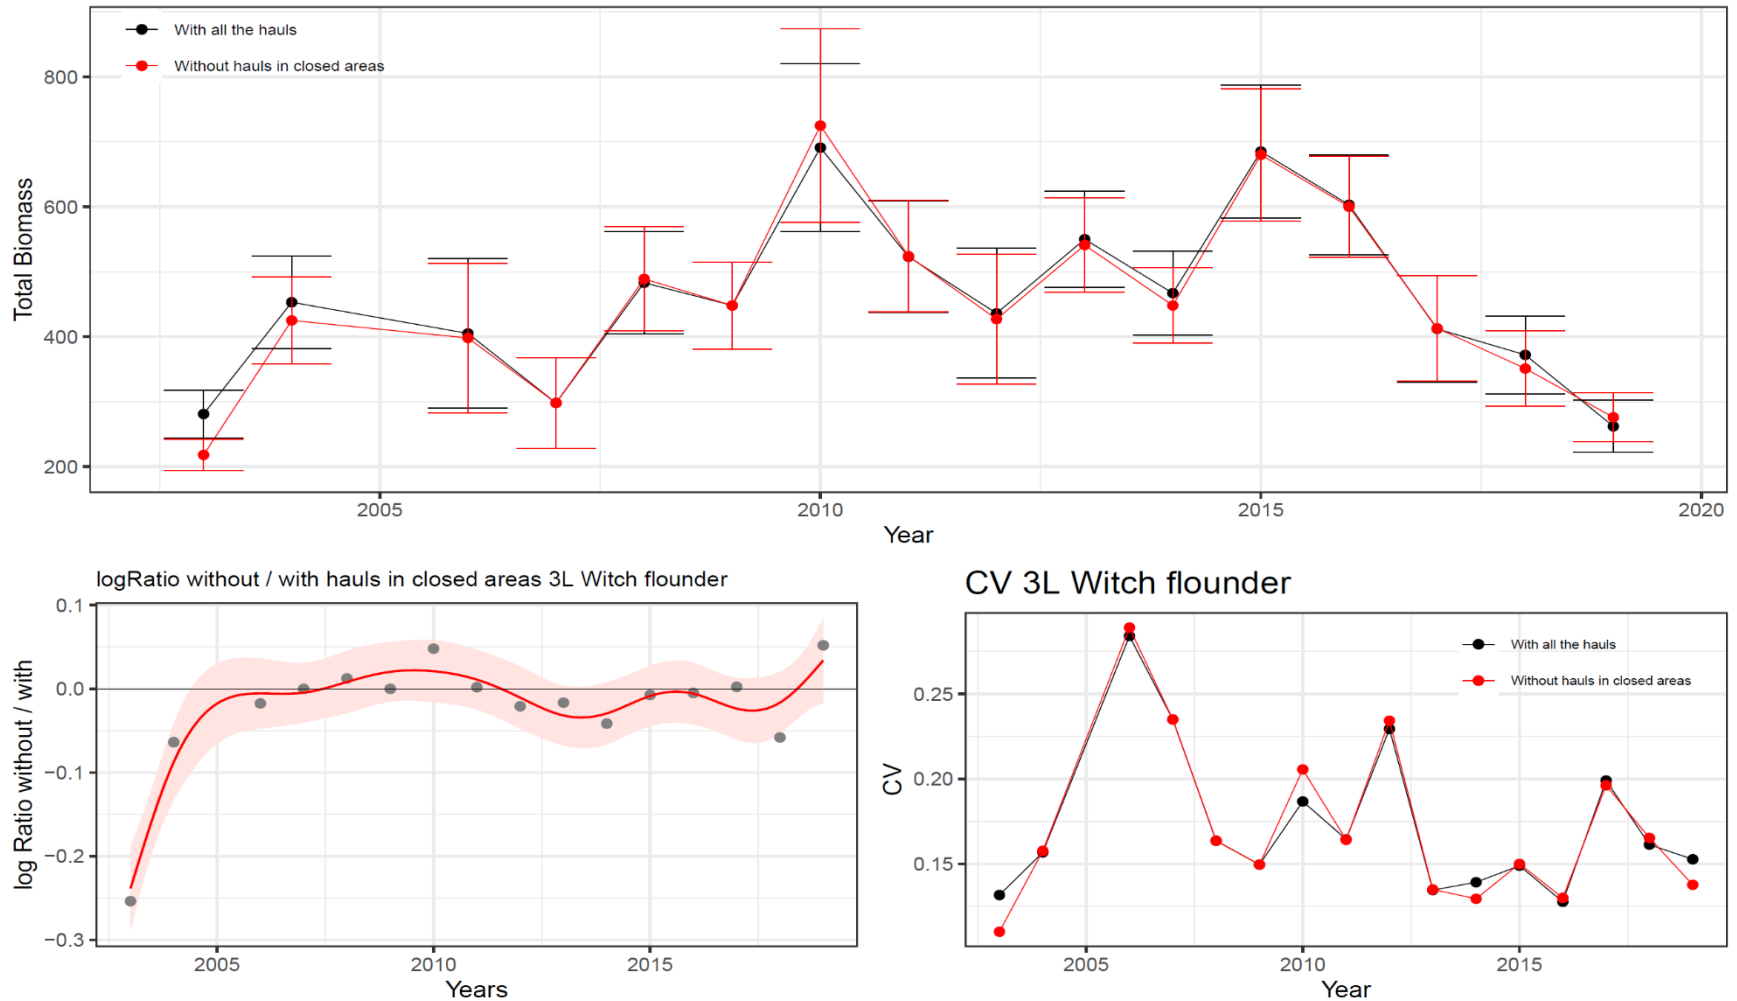 With all the hauls
Without hauls in closed areas
Total Biomass
800
600
400
200
2005
2010
2015
2020
Year
logRatio without / with hauls in closed areas 3L Witch flounder
log Ratio without / with
0.1
0.0
−0.1
−0.2
−0.3
2005
2010
2015
Years
CV 3L Witch flounder
With all the hauls
Without hauls in closed areas
CV
0.25
0.20
0.15
2005
2010
2015
Year